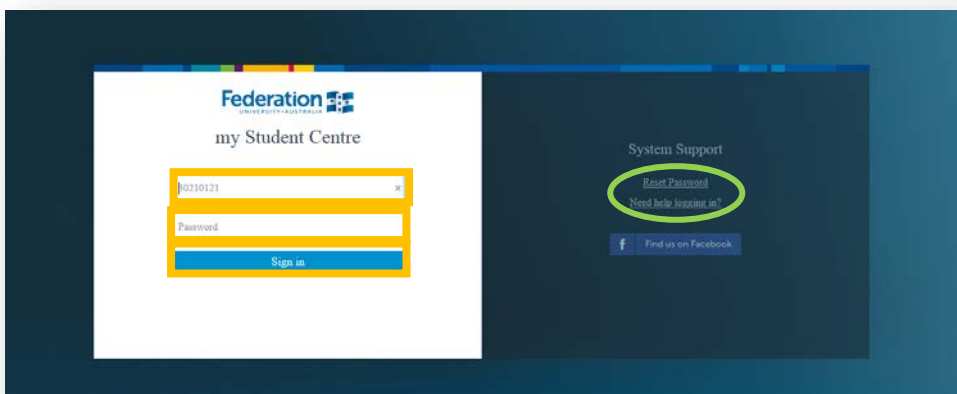 Federation
UNIVERSITY • AUSTRALIA
my Student Centre
30210121 ×
Password
Sign in
System Support
Reset Password
Need help logging in?
f Find us on Facebook